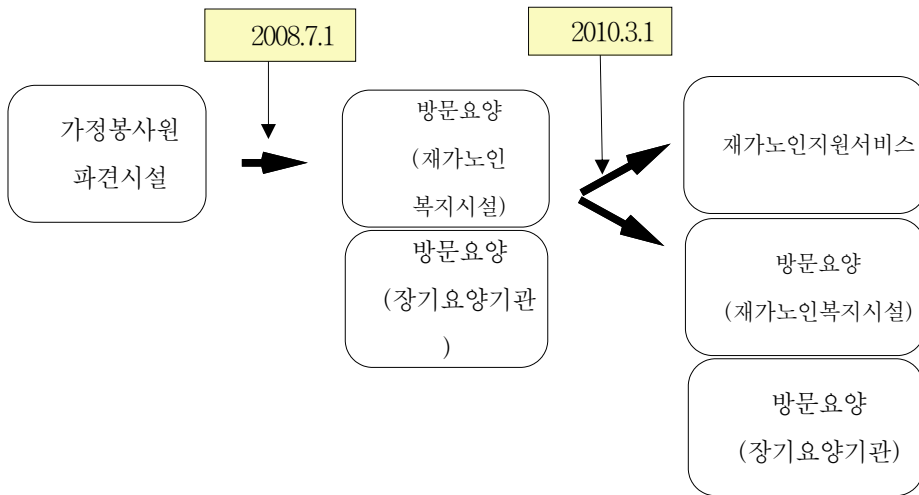 2008.7.1
2010.3.1
가정봉사원
파견시설
방문요양
(재가노인
복지시설)
방문요양
(장기요양기관
)
재가노인지원서비스
방문요양
(재가노인복지시설)
방문요양
(장기요양기관)